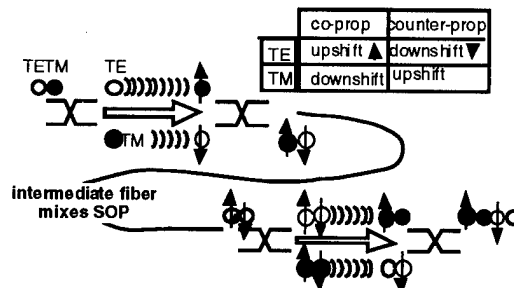 co-prop counter-prop
TE upshift downshift
TM downshift upshift
TETM TE
TM
intermediate fiber
mixes SOP